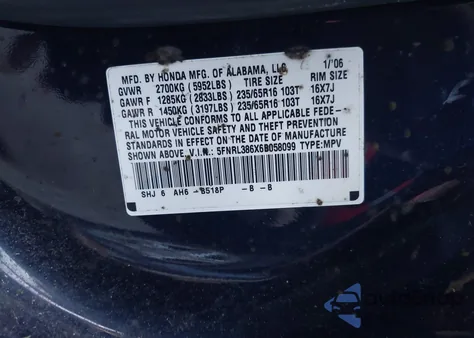 MFD. BY HONDA MFG. OF ALABAMA, LLC 1/'06
GVWR 2700KG (5952LBS) TIRE SIZE RIM SIZE
GAWR F 1285KG (2833LBS) 235/65R16 103T 16X7J
GAWR R 1450KG (3197LBS) 235/65R16 103T 16X7J
THIS VEHICLE CONFORMS TO ALL APPLICABLE FEDE--
RAL MOTOR VEHICLE SAFETY AND THEFT PREVENTION
STANDARDS IN EFFECT ON THE DATE OF MANUFACTURE
SHOWN ABOVE. V.I.N.: 5FNRL386X6B058099 TYPE:MPV
SHJ 6 AH6 -B518P -B -B